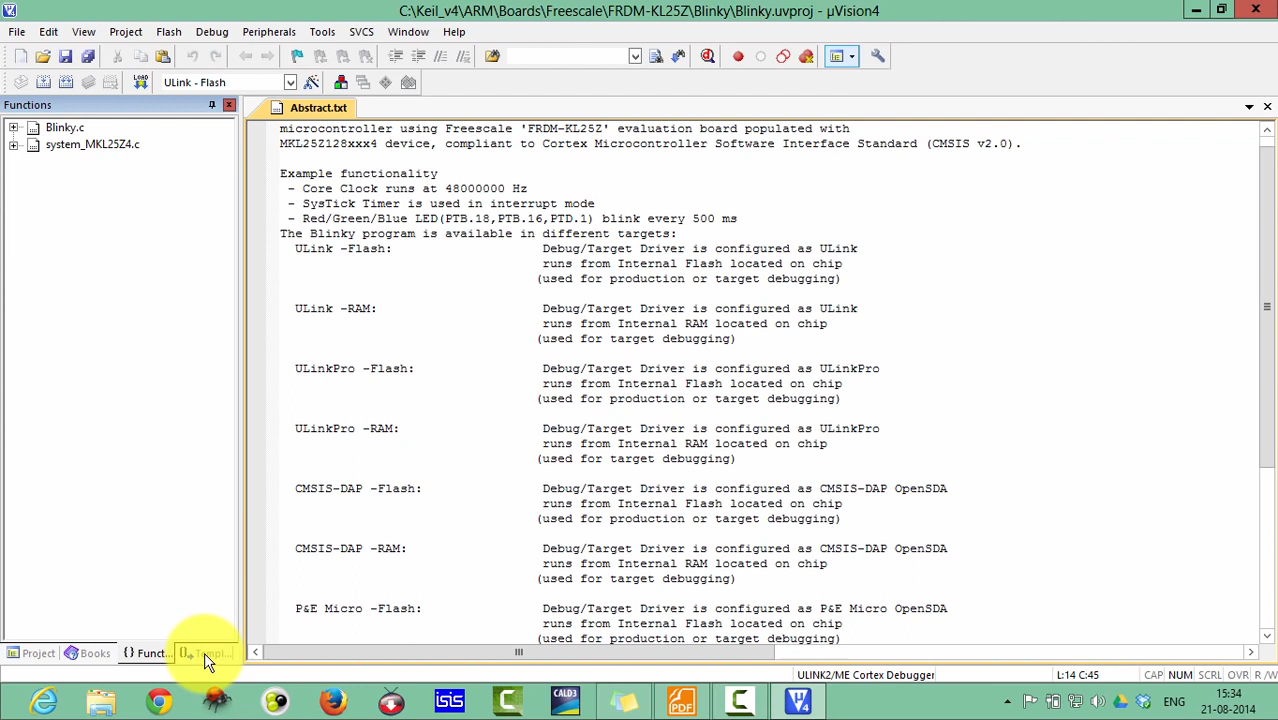 C:\Keil_v4\ARM\Boards\Freescale\FRDM-KL25Z\Blinky\Blinky.uvproj - µVision4
File Edit View Project Flash Debug Peripherals Tools SVCS Window Help
LOAD ULink - Flash
Functions
Abstract.txt
Blinky.c
system_MKL25Z4.c
microcontroller using Freescale 'FRDM-KL25Z' evaluation board populated with
MKL25Z128xxx4 device, compliant to Cortex Microcontroller Software Interface Standard (CMSIS v2.0).
Example functionality
- Core Clock runs at 48000000 Hz
- SysTick Timer is used in interrupt mode
- Red/Green/Blue LED(PTB.18,PTB.16,PTD.1) blink every 500 ms
The Blinky program is available in different targets:
ULink -Flash: Debug/Target Driver is configured as ULink
runs from Internal Flash located on chip
(used for production or target debugging)
ULink -RAM: Debug/Target Driver is configured as ULink
runs from Internal RAM located on chip
(used for target debugging)
ULinkPro -Flash: Debug/Target Driver is configured as ULinkPro
runs from Internal Flash located on chip
(used for production or target debugging)
ULinkPro -RAM: Debug/Target Driver is configured as ULinkPro
runs from Internal RAM located on chip
(used for target debugging)
CMSIS-DAP -Flash: Debug/Target Driver is configured as CMSIS-DAP OpenSDA
runs from Internal Flash located on chip
(used for production or target debugging)
CMSIS-DAP -RAM: Debug/Target Driver is configured as CMSIS-DAP OpenSDA
runs from Internal RAM located on chip
(used for target debugging)
P&E Micro -Flash: Debug/Target Driver is configured as P&E Micro OpenSDA
runs from Internal Flash located on chip
(used for production or target debugging)
Project Books {} Funct... Templ...
ULINK2/ME Cortex Debugger L:14 C:45 CAP NUM SCRL OVR R/W
isis CALD3 PDF V4 ENG 15:34
21-08-2014